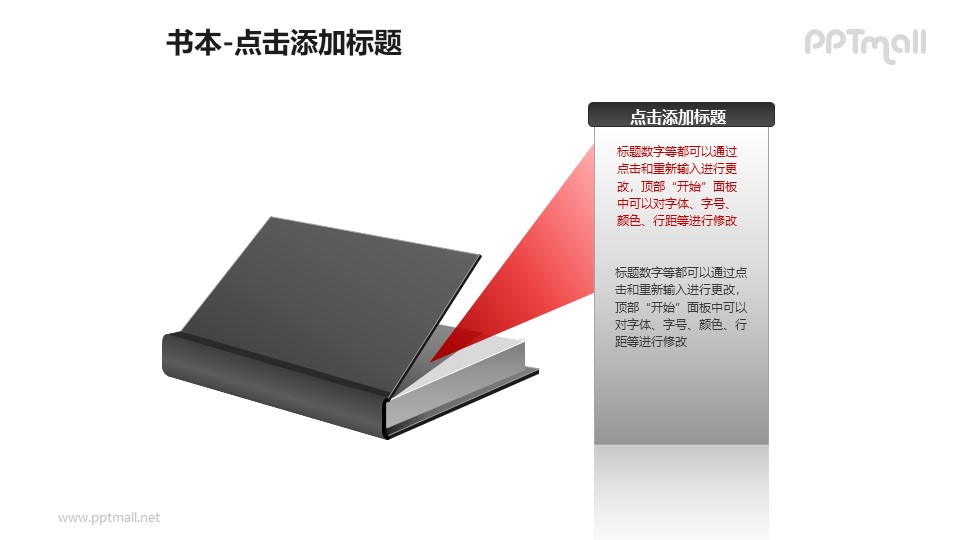 书本-点击添加标题
PPTmall
点击添加标题
标题数字等都可以通过
点击和重新输入进行更
改，顶部“开始”面板
中可以对字体、字号、
颜色、行距等进行修改
标题数字等都可以通过点
击和重新输入进行更改，
顶部“开始”面板中可以
对字体、字号、颜色、行
距等进行修改
www.pptmall.net